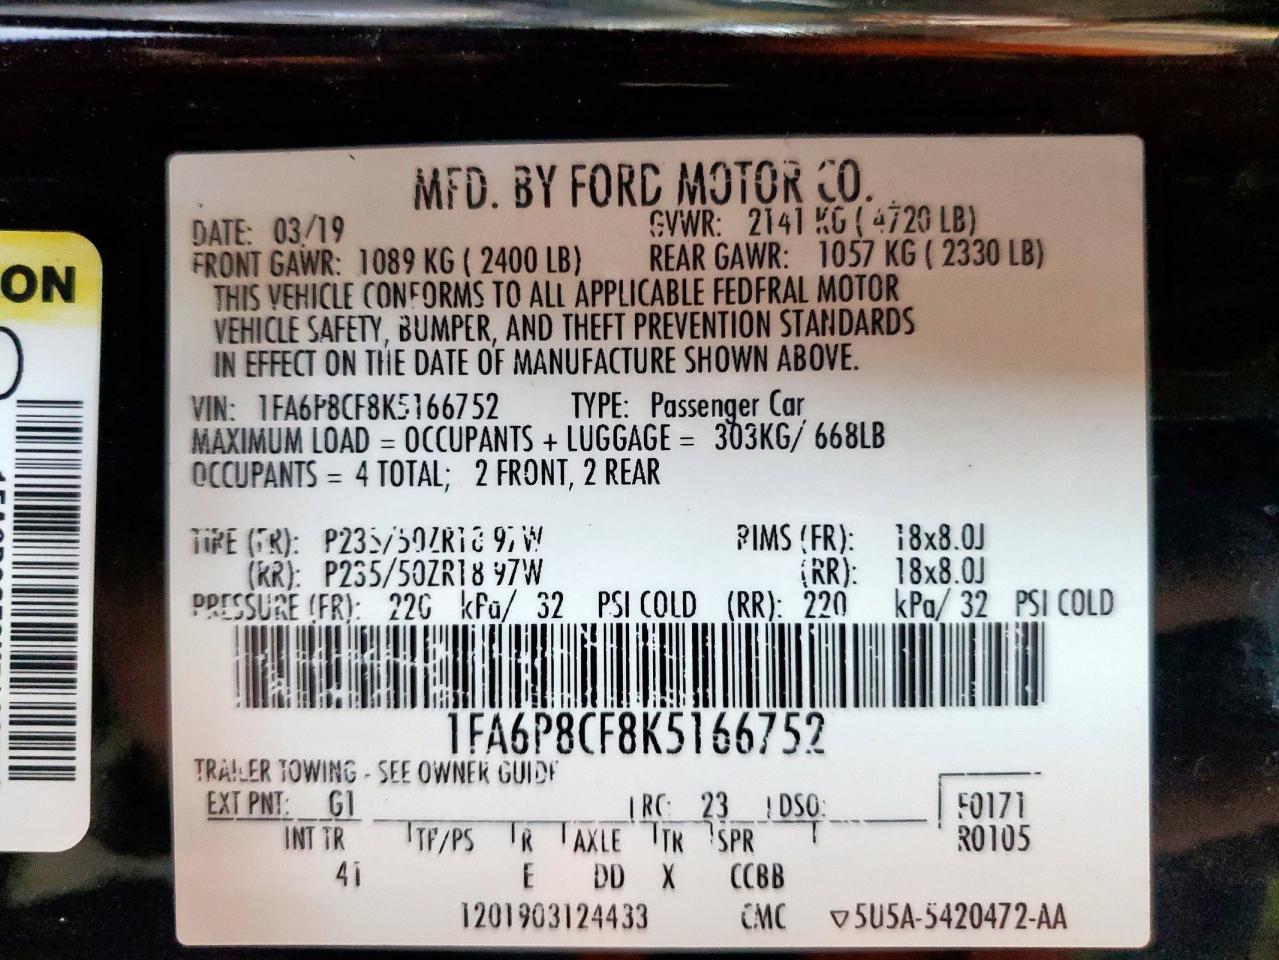 MFD. BY FORD MOTOR CO.
DATE: 03/19 GVWR: 2141 KG ( 4720 LB)
FRONT GAWR: 1089 KG ( 2400 LB) REAR GAWR: 1057 KG ( 2330 LB)
THIS VEHICLE CONFORMS TO ALL APPLICABLE FEDERAL MOTOR
VEHICLE SAFETY, BUMPER, AND THEFT PREVENTION STANDARDS
IN EFFECT ON THE DATE OF MANUFACTURE SHOWN ABOVE.
VIN: 1FA6P8CF8K5166752 TYPE: Passenger Car
MAXIMUM LOAD = OCCUPANTS + LUGGAGE = 303KG/ 668LB
OCCUPANTS = 4 TOTAL; 2 FRONT, 2 REAR
TIRE (FR): P235/50ZR18 97W RIMS (FR): 18x8.0J
(RR): P235/50ZR18 97W (RR): 18x8.0J
PRESSURE (FR): 220 kPa/ 32 PSI COLD (RR): 220 kPa/ 32 PSI COLD
1FA6P8CF8K5166752
TRAILER TOWING - SEE OWNER GUIDE
EXT PNT: G1 RC: 23 DSO: F0171
INT TR TP/PS R AXLE TR SPR R0105
41 E DD X CCBB
1201903124433 CMC ▽5U5A-5420472-AA
ON